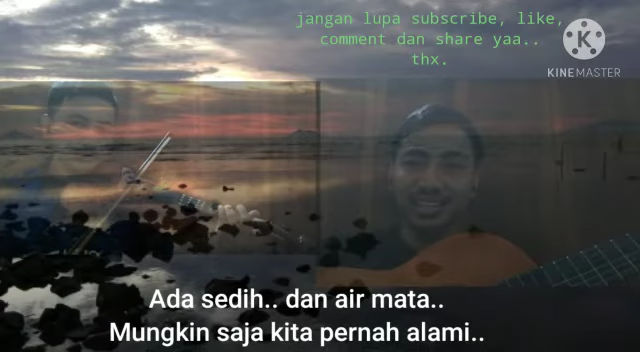 jangan lupa subscribe, like,
comment dan share yaa..
thx.
KINEMASTER
Ada sedih.. dan air mata..
Mungkin saja kita pernah alami..